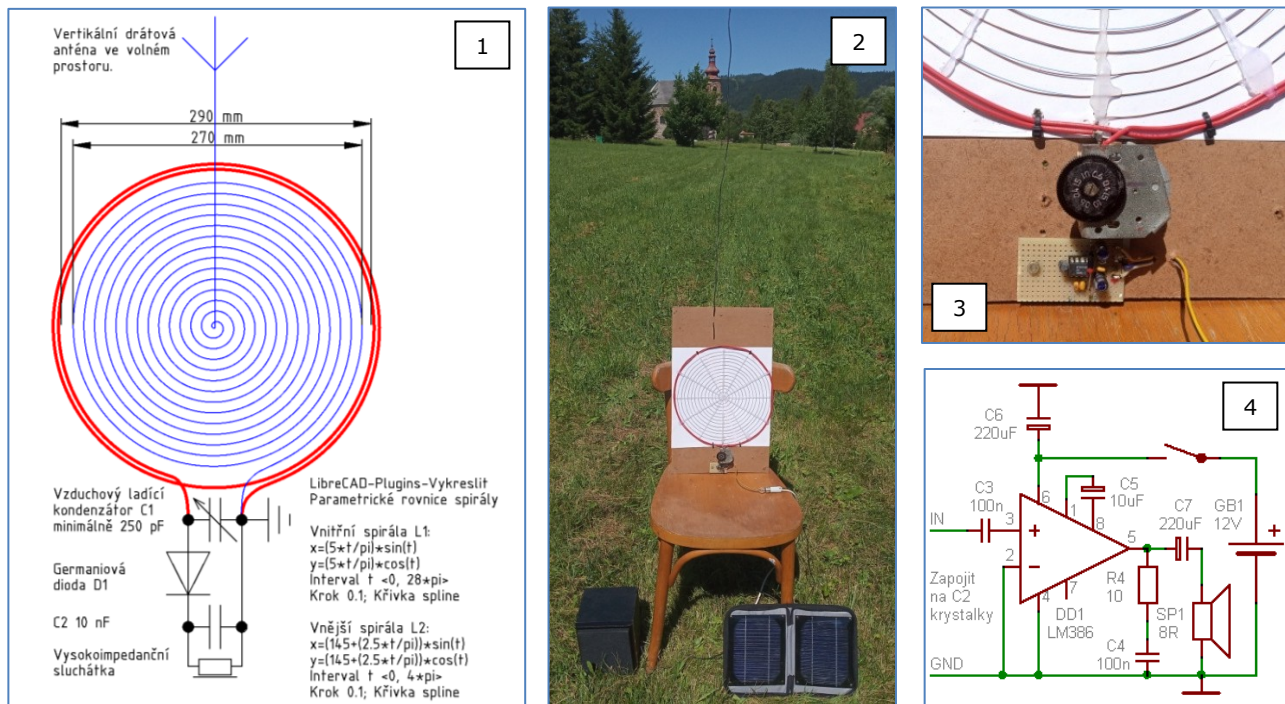 1
Vertikální drátová
anténa ve volném
prostoru.
290 mm
270 mm
Vzduchový ladící
kondenzátor C1
minimálně 250 pF
Germaniová
dioda D1
C2 10 nF
Vysokoimpedanční
sluchátka
LibreCAD-Plugins-Vykreslit
Parametrické rovnice spirály
Vnitřní spirála L1:
x=(5*t/pi)*sin(t)
y=(5*t/pi)*cos(t)
Interval t <0, 28*pi>
Krok 0.1; Křivka spline
Vnější spirála L2:
x=(145+(2.5*t/pi))*sin(t)
y=(145+(2.5*t/pi))*cos(t)
Interval t <0, 4*pi>
Krok 0.1; Křivka spline
2
3
4
C6
220uF
C3
100n
IN
3
2
+
-
6
1
8
5
4
7
C5
10uF
C7
220uF
GB1
12V
+
Zapojit
na C2
krystalky
DD1
LM386
R4
10
SP1
8R
C4
100n
GND